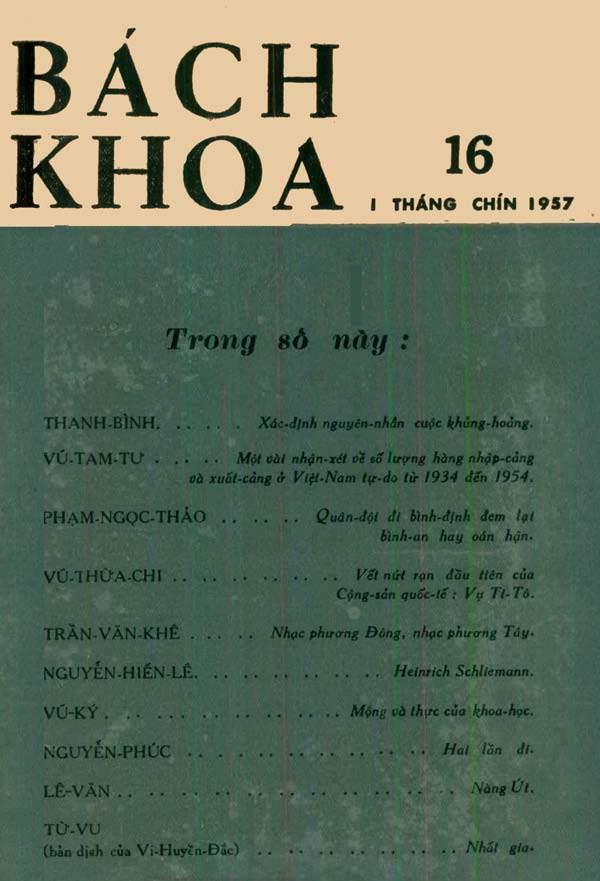 BÁCH
KHOA
16
1 THÁNG CHÍN 1957
Trong số này :
THANH-BÌNH. . . . . . Xác-định nguyên-nhân cuộc khủng-hoảng.
VŨ-TAM-TƯ . . . . . Một vài nhận-xét về số lượng hàng nhập-cảng
và xuất-cảng ở Việt-Nam tự-do từ 1934 đến 1954.
PHẠM-NGỌC-THẢO . . . . . . Quân-đội đi bình-định đem lại
bình-an hay oán hận.
VŨ-THỪA-CHI . . . . . . . . . Vết nứt rạn đầu tiên của
Cộng-sản quốc-tế : Vụ Ti-Tô.
TRẦN-VĂN-KHÊ . . . . . Nhạc phương Đông, nhạc phương Tây.
NGUYỄN-HIẾN-LÊ. . . . . . . . . . . Heinrich Schliemann.
VŨ-KÝ . . . . . . . . . . . . Mộng và thực của khoa-học.
NGUYỄN-PHÚC . . . . . . . . . . . . . . Hai lần đi.
LÊ-VĂN . . . . . . . . . . . . . . . . . . . . Nàng Út.
TỪ-VU
(bản dịch của Vi-Huyền-Đắc) . . . . . . . . . . . . Nhất gia.